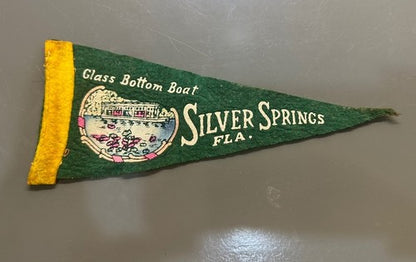 Glass Bottom Boat
SILVER SPRINGS
FLA.